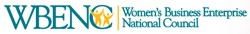 WBENC Women's Business Enterprise
National Council